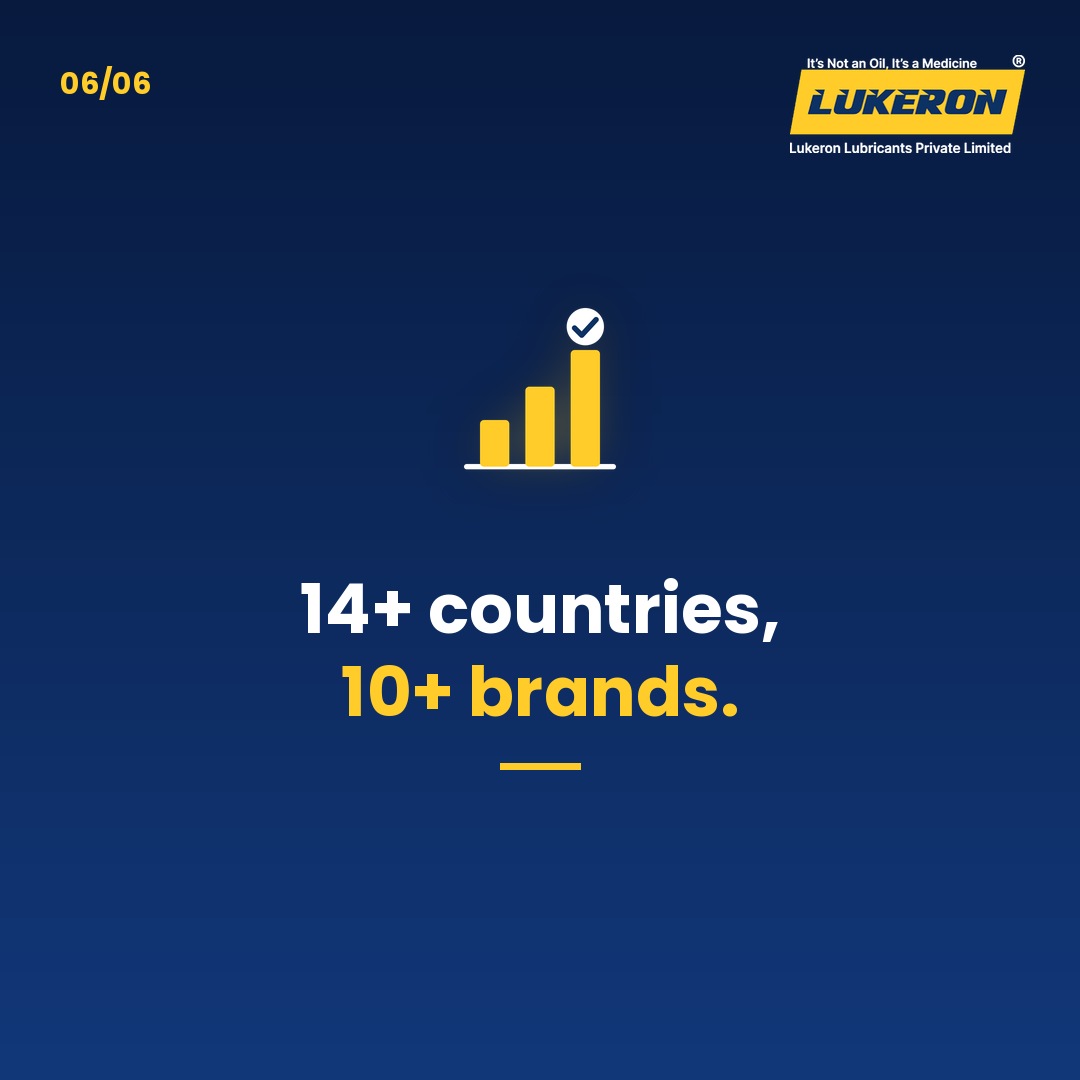 06/06
It's Not an Oil, It's a Medicine
®
LUKERON
Lukeron Lubricants Private Limited
14+ countries,
10+ brands.